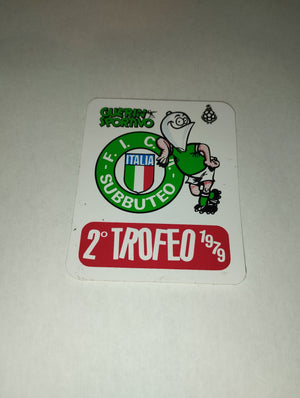 GUERIN
SPORTIVO
F. I. C.
ITALIA
SUBBUTEO
2° TROFEO 1979